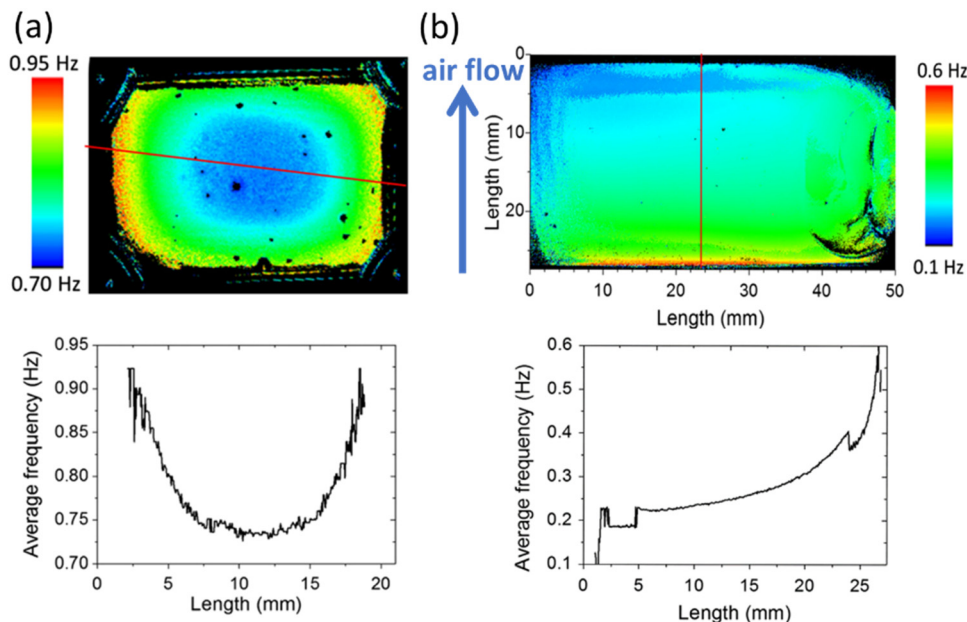 (a)
0.95 Hz
0.70 Hz
(b)
air flow
0
10
20
Length (mm)
0 10 20 30 40 50
Length (mm)
0.6 Hz
0.1 Hz
0.95
0.90
0.85
0.80
0.75
0.70
Average frequency (Hz)
0 5 10 15 20
Length (mm)
0.6
0.5
0.4
0.3
0.2
0.1
Average frequency (Hz)
0 5 10 15 20 25
Length (mm)